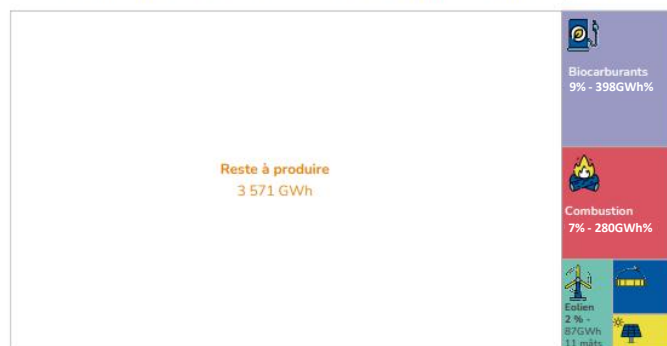 Reste à produire
3 571 GWh
Biocarburants
9% - 398GWh%
Combustion
7% - 280GWh%
Eolien
2 % -
87GWh
11 mâts